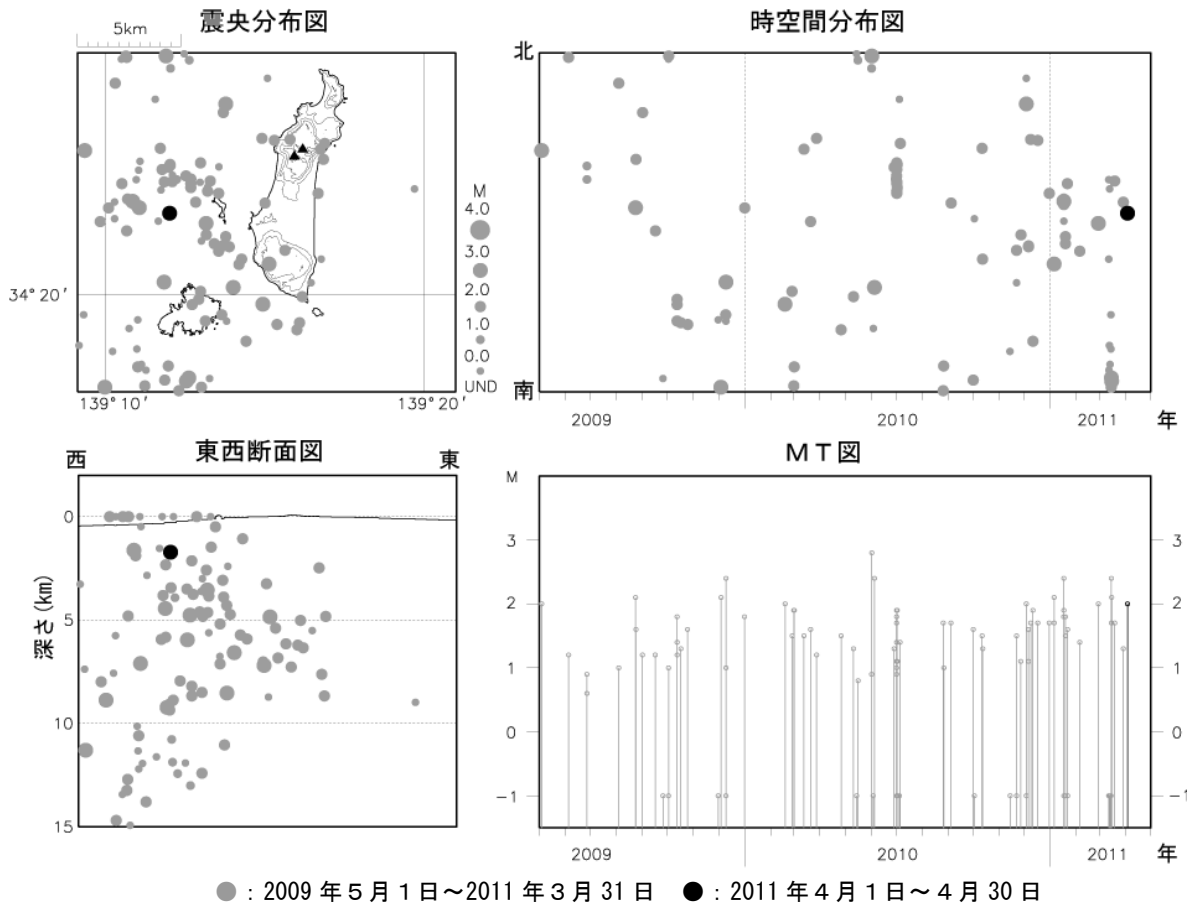 震央分布図
5km
34°20′
139°10′
139°20′
M
4.0
3.0
2.0
1.0
0.0
UND
時空間分布図
北
南
2009
2010
2011
年
東西断面図
西
東
深さ(km)
0
5
10
15
MT図
M
3
2
1
0
-1
3
2
1
0
-1
2009
2010
2011
年
: 2009 年5月1日~2011 年3月 31 日
: 2011 年4月1日~4月 30 日